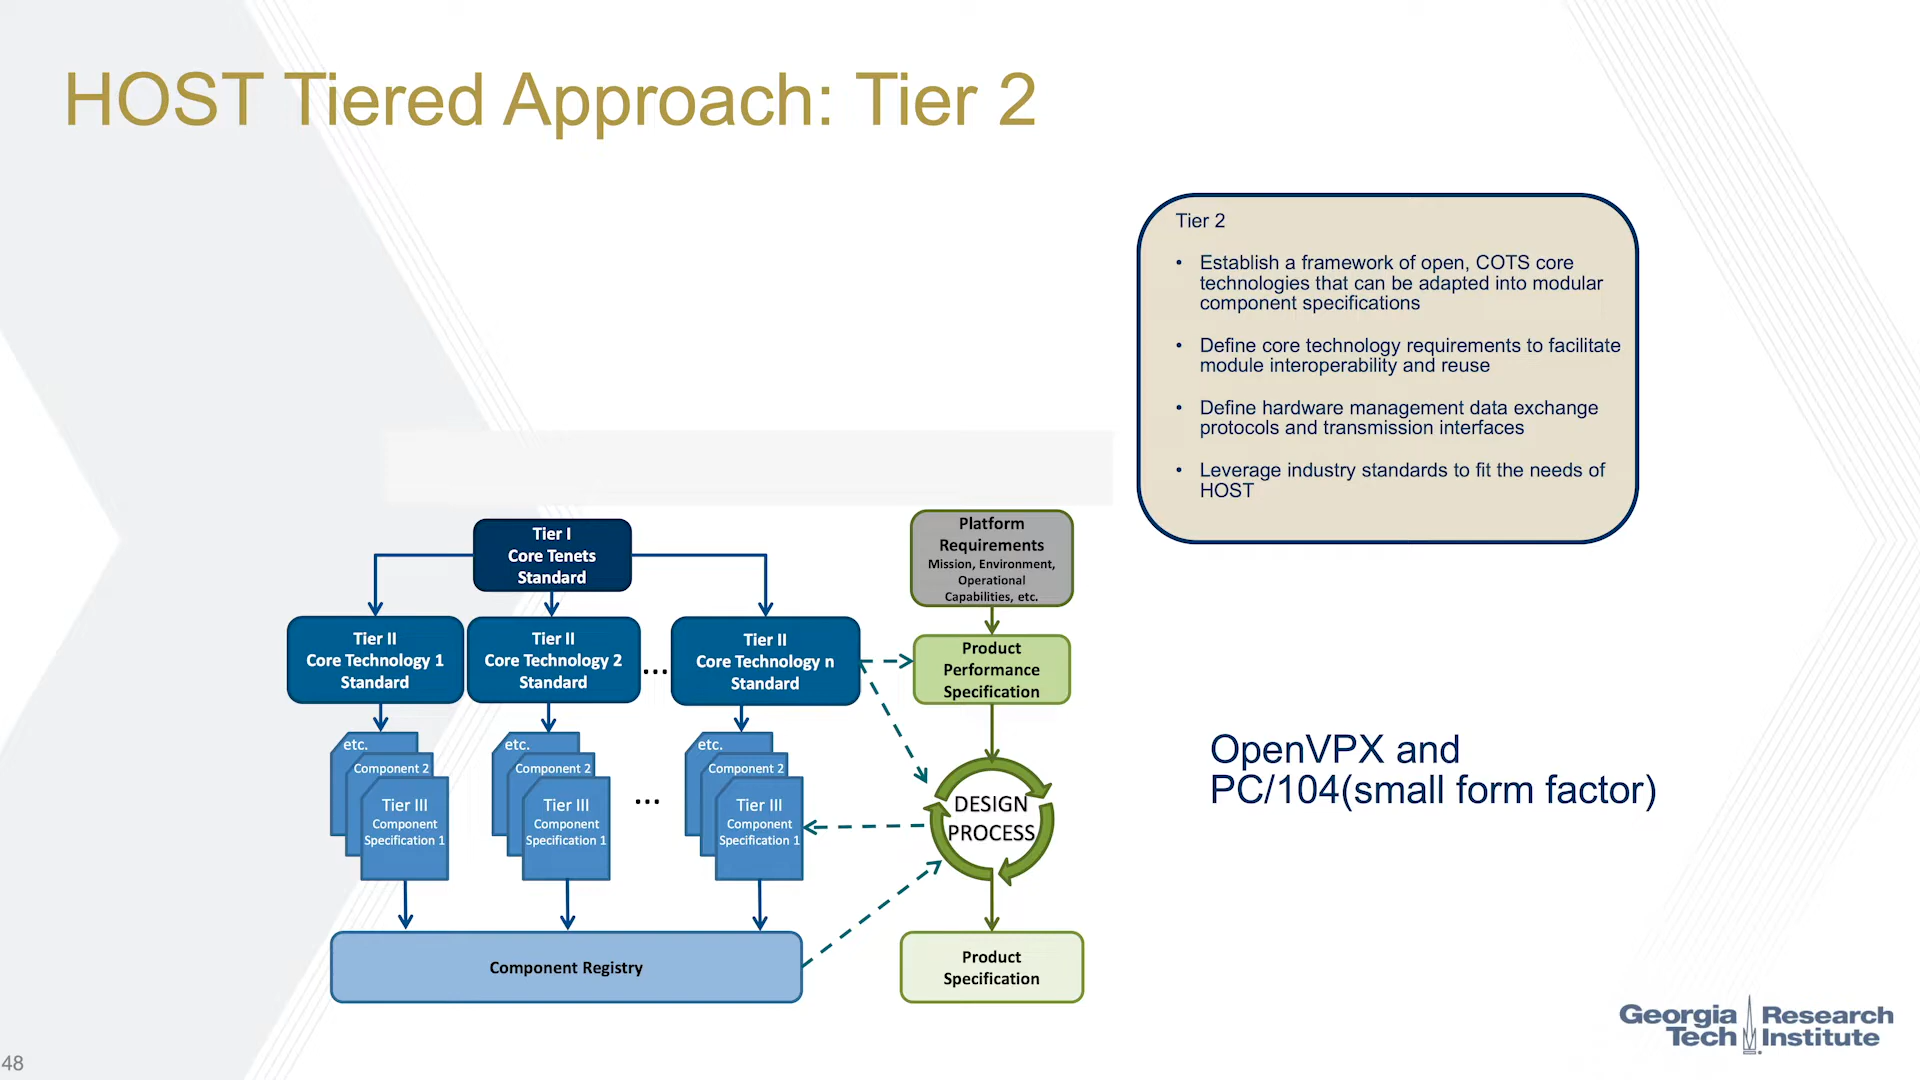 HOST Tiered Approach: Tier 2
Tier 2
• Establish a framework of open, COTS core
technologies that can be adapted into modular
component specifications
• Define core technology requirements to facilitate
module interoperability and reuse
• Define hardware management data exchange
protocols and transmission interfaces
• Leverage industry standards to fit the needs of
HOST
Tier I
Core Tenets
Standard
Platform
Requirements
Mission, Environment,
Operational
Capabilities, etc.
Tier II
Core Technology 1
Standard
Tier II
Core Technology 2
Standard
...
Tier II
Core Technology n
Standard
Product
Performance
Specification
etc.
Component 2
Tier III
Component
Specification 1
etc.
Component 2
Tier III
Component
Specification 1
...
etc.
Component 2
Tier III
Component
Specification 1
DESIGN
PROCESS
OpenVPX and
PC/104(small form factor)
Component Registry
Product
Specification
Georgia Tech
Research Institute
48